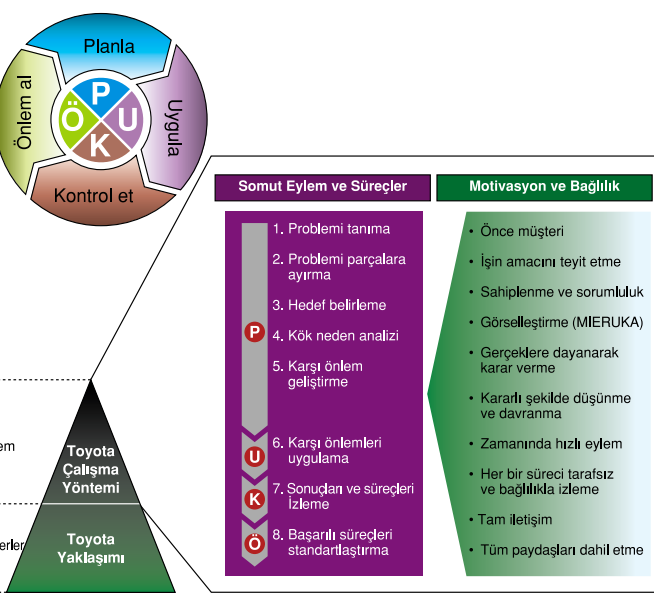 Planla
Uygula
Kontrol et
Önlem al
P
U
K
Ö
Somut Eylem ve Süreçler
1. Problemi tanıma
2. Problemi parçalara
ayırma
3. Hedef belirleme
4. Kök neden analizi
5. Karşı önlem
geliştirme
6. Karşı önlemleri
uygulama
7. Sonuçları ve süreçleri
İzleme
8. Başarılı süreçleri
standartlaştırma
P
U
K
Ö
Motivasyon ve Bağlılık
• Önce müşteri
• İşin amacını teyit etme
• Sahiplenme ve sorumluluk
• Görselleştirme (MİERUKA)
• Gerçeklere dayanarak
karar verme
• Kararlı şekilde düşünme
ve davranma
• Zamanında hızlı eylem
• Her bir süreci tarafsız
ve bağlılıkla izleme
• Tam iletişim
• Tüm paydaşları dahil etme
Toyota
Çalışma
Yöntemi
Toyota
Yaklaşımı